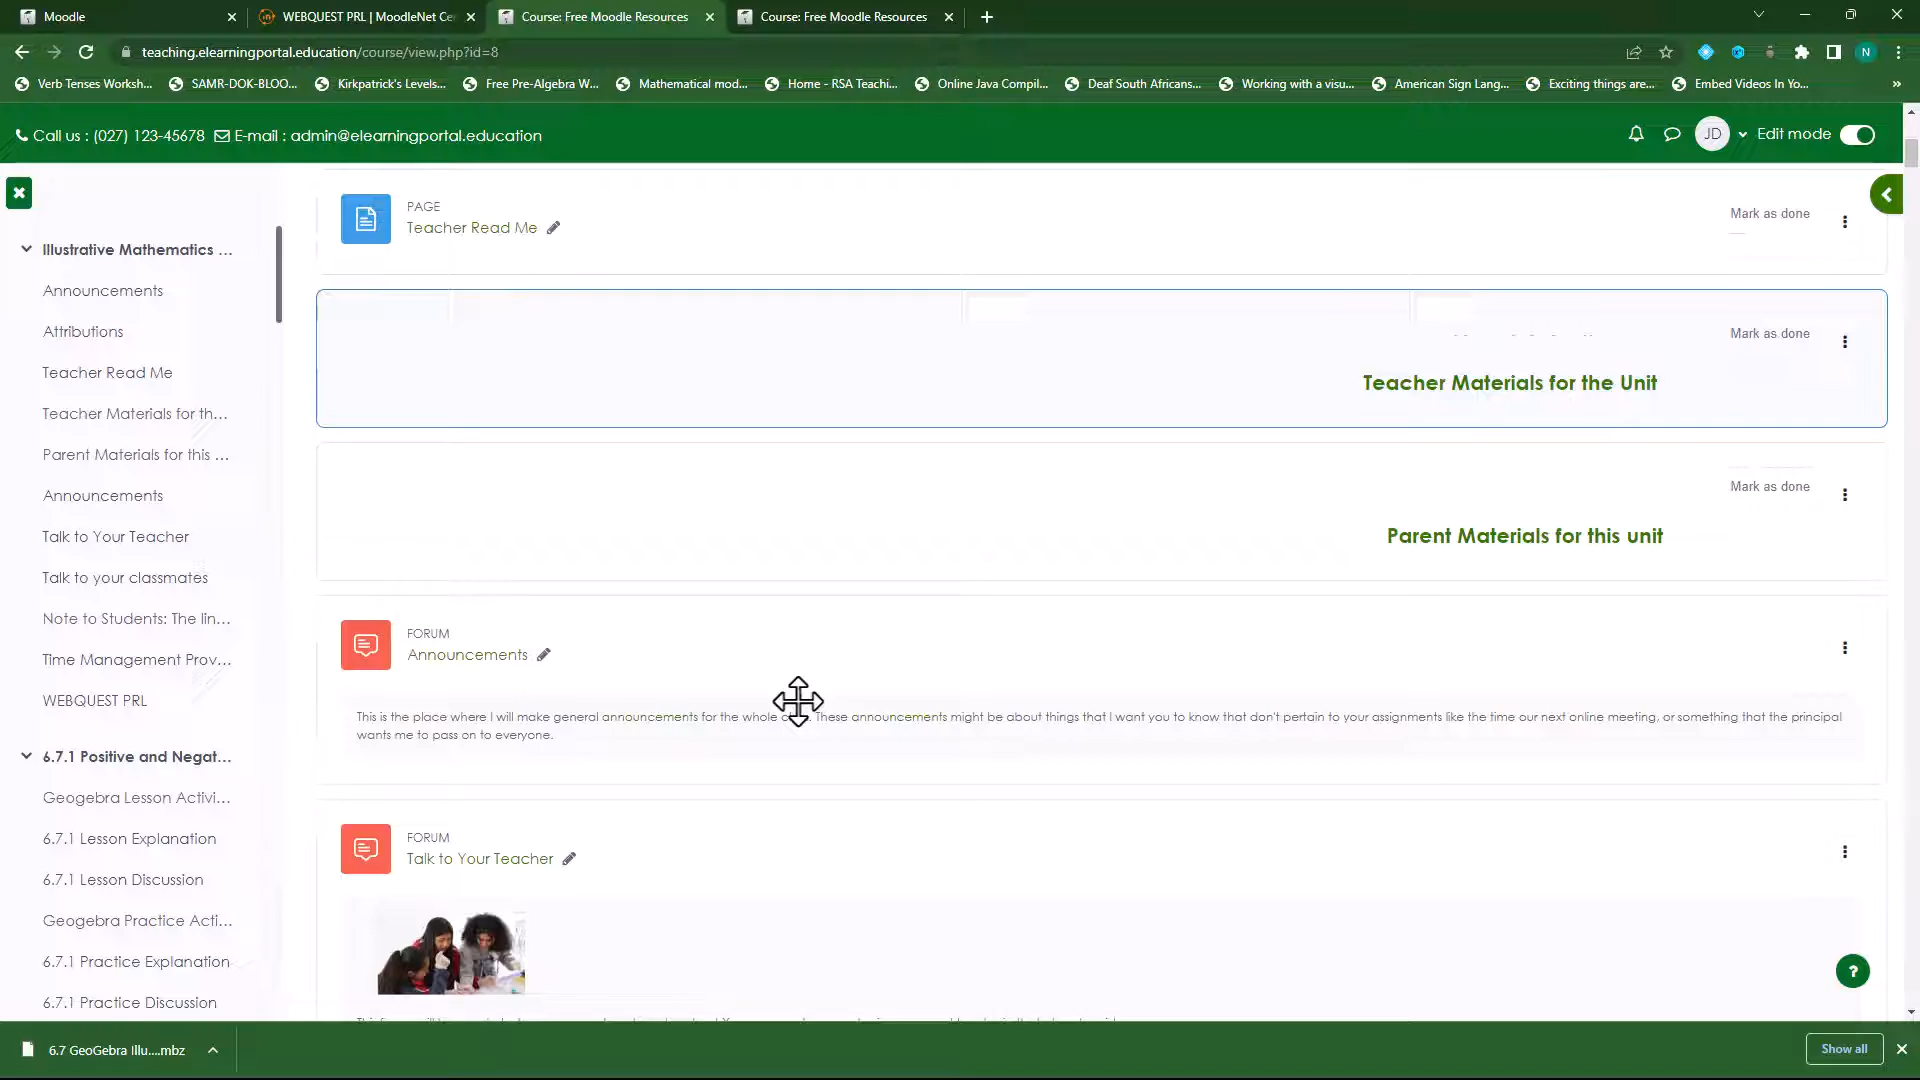 Moodle
WEBQUEST PRL | MoodleNet Ce
Course: Free Moodle Resources
Course: Free Moodle Resources
teaching.elearningportal.education/course/view.php?id=8
N
Verb Tenses Worksh...
SAMR-DOK-BLOO...
Kirkpatrick's Levels...
Free Pre-Algebra W...
Mathematical mod...
Home - RSA Teachi...
Online Java Compil...
Deaf South Africans...
Working with a visu...
American Sign Lang...
Exciting things are...
Embed Videos In Yo...
Call us : (027) 123-45678 E-mail : admin@elearningportal.education
JD
Edit mode
Illustrative Mathematics ...
Announcements
Attributions
Teacher Read Me
Teacher Materials for th...
Parent Materials for this ...
Announcements
Talk to Your Teacher
Talk to your classmates
Note to Students: The lin...
Time Management Prov...
WEBQUEST PRL
6.7.1 Positive and Negat...
Geogebra Lesson Activi...
6.7.1 Lesson Explanation
6.7.1 Lesson Discussion
Geogebra Practice Acti...
6.7.1 Practice Explanation
6.7.1 Practice Discussion
PAGE
Teacher Read Me
Mark as done
Mark as done
Teacher Materials for the Unit
Mark as done
Parent Materials for this unit
FORUM
Announcements
This is the place where I will make general announcements for the whole These announcements might be about things that I want you to know that don't pertain to your assignments like the time our next online meeting, or something that the principal
wants me to pass on to everyone.
FORUM
Talk to Your Teacher
?
6.7 GeoGebra Illu....mbz
Show all